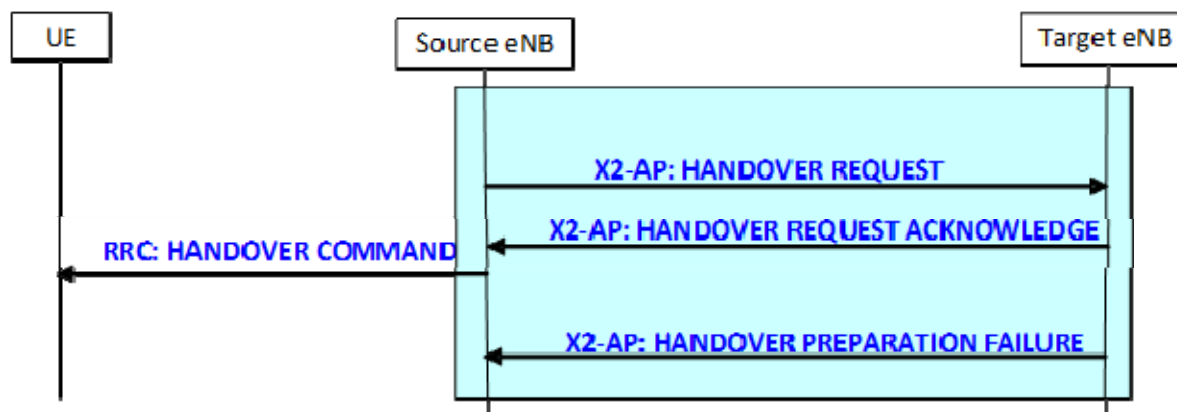 UE
Source eNB
Target eNB
X2-AP: HANDOVER REQUEST
X2-AP: HANDOVER REQUEST ACKNOWLEDGE
RRC: HANDOVER COMMAND
X2-AP: HANDOVER PREPARATION FAILURE